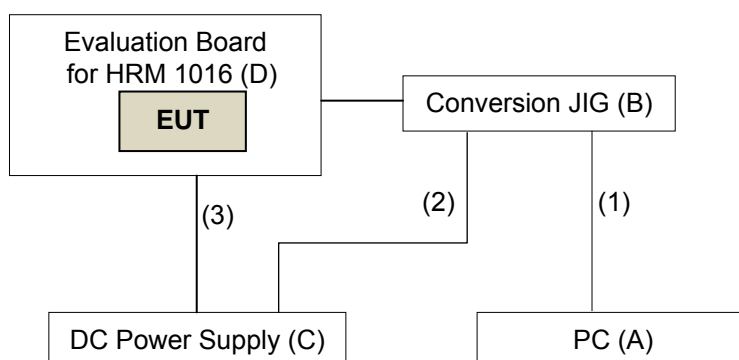 Evaluation Board
for HRM 1016 (D)
EUT
Conversion JIG (B)
(3)
(2)
(1)
DC Power Supply (C)
PC (A)